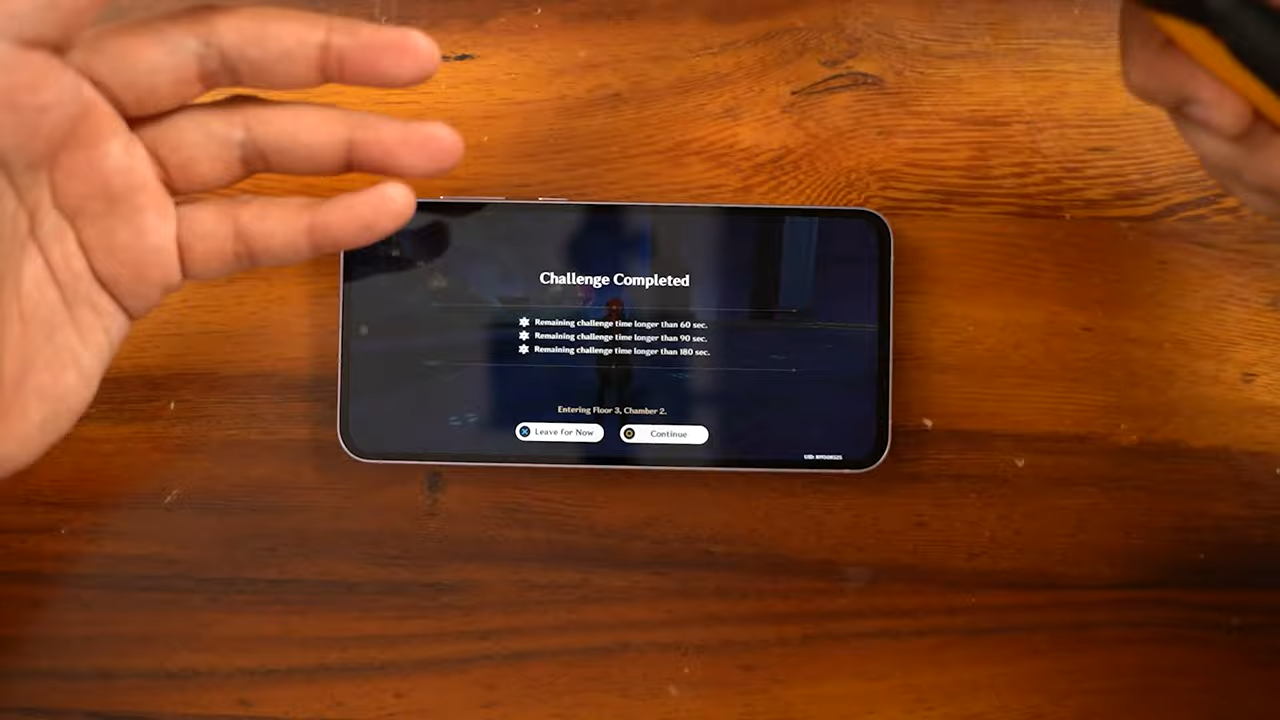 Challenge Completed
Remaining challenge time longer than 60 sec.
Remaining challenge time longer than 90 sec.
Remaining challenge time longer than 180 sec.
Entering Floor 3, Chamber 2.
Leave for Now
Continue
UID: